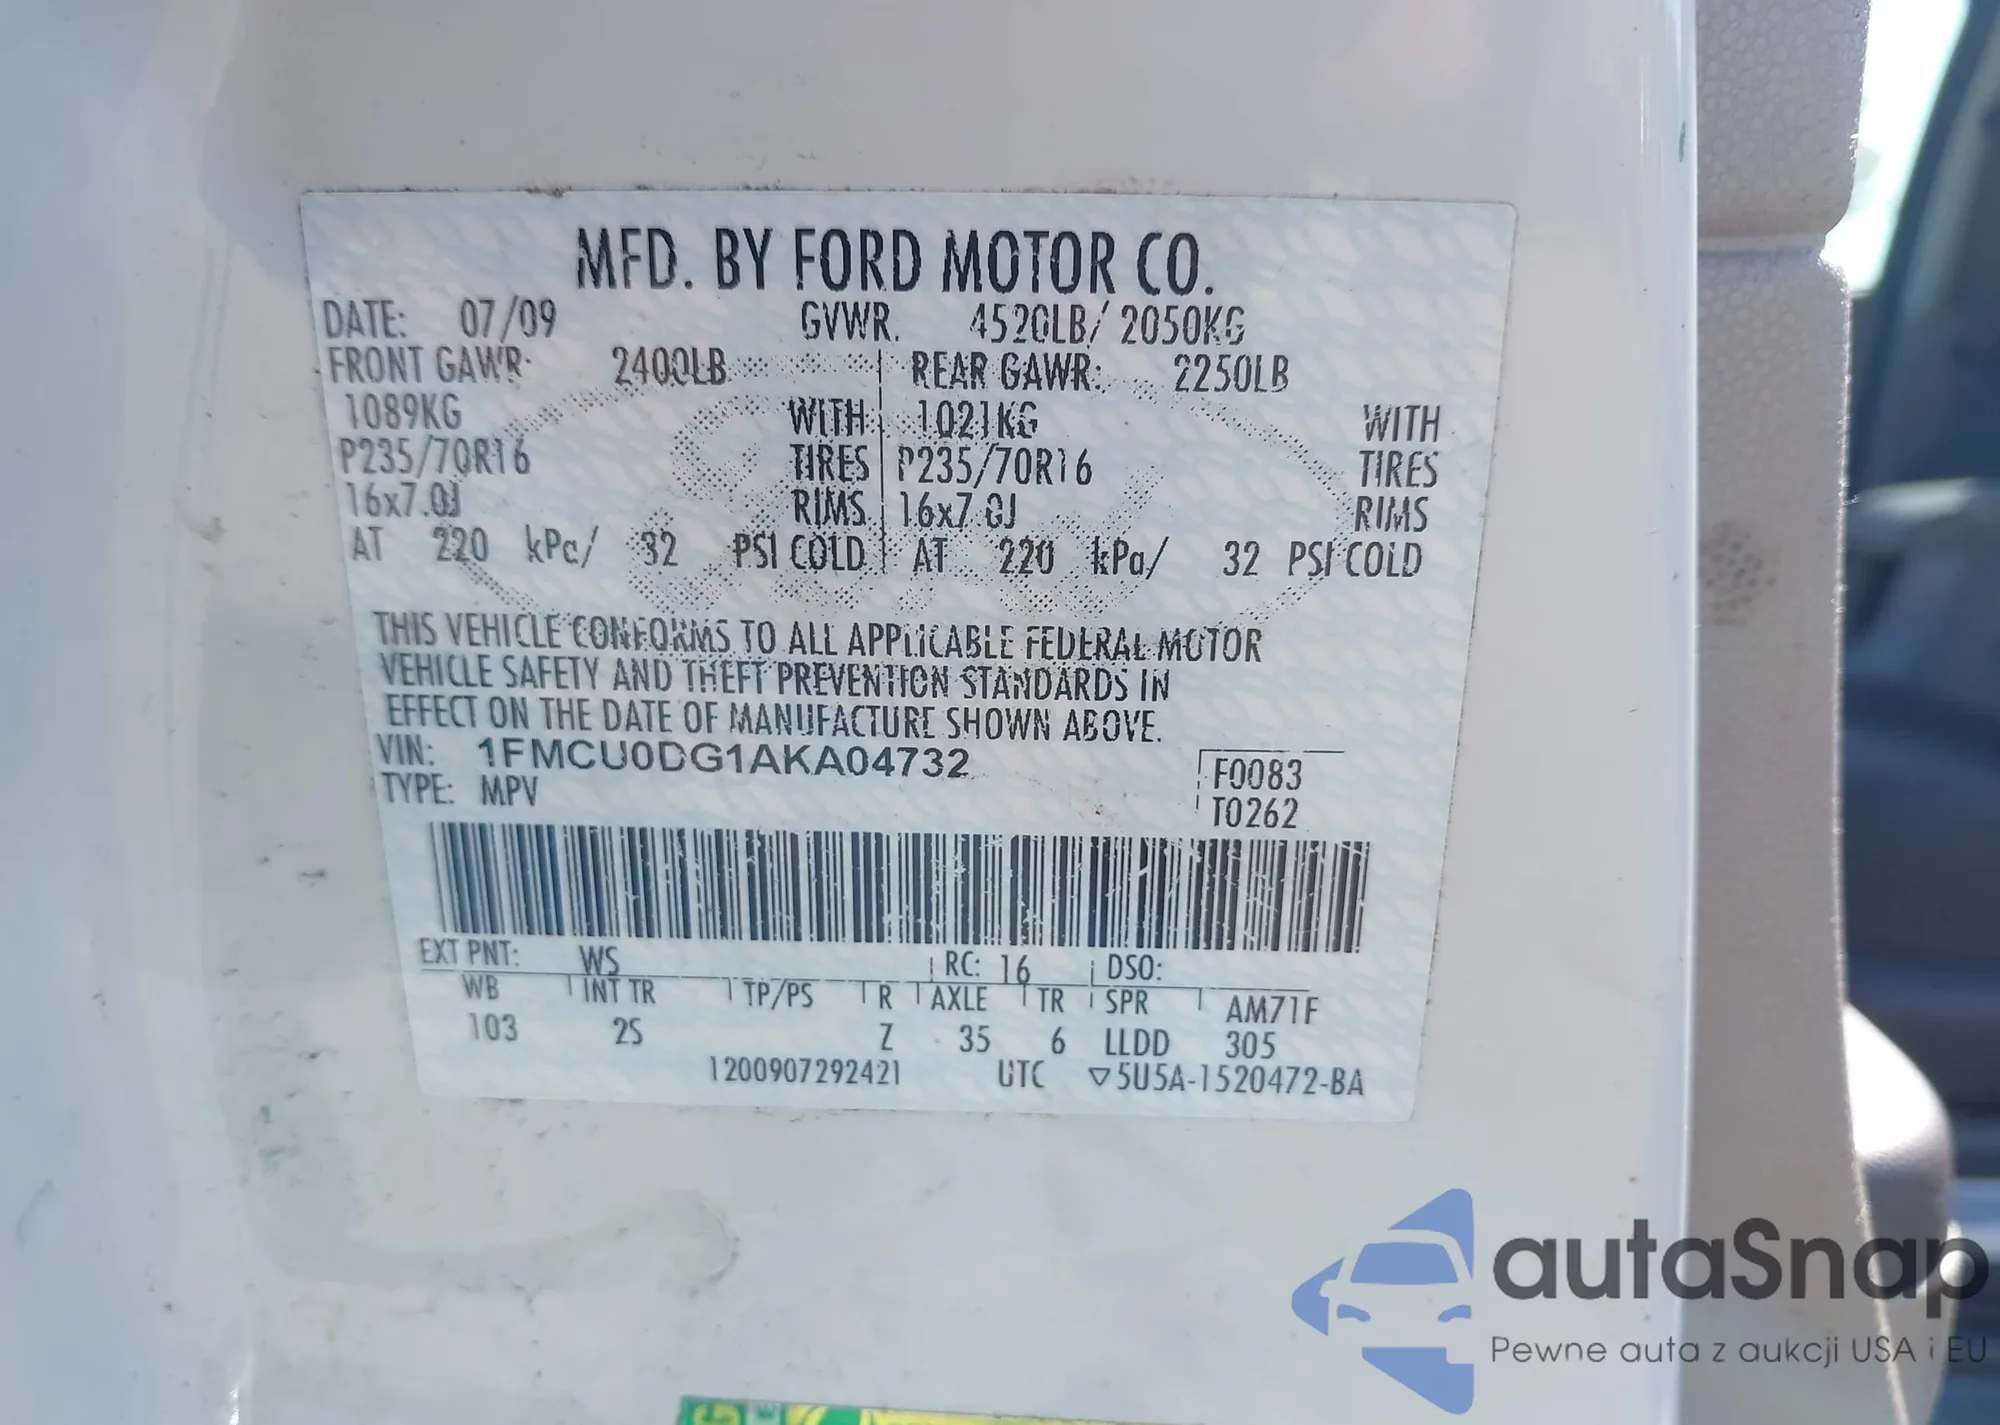 MFD. BY FORD MOTOR CO.
DATE: 07/09 GVWR. 4520LB/ 2050KG
FRONT GAWR: 2400LB REAR GAWR: 2250LB
1089KG WITH 1021KG WITH
P235/70R16 TIRES P235/70R16 TIRES
16x7.0J RIMS 16x7.0J RIMS
AT 220 kPa/ 32 PSI COLD AT 220 kPa/ 32 PSI COLD
THIS VEHICLE CONFORMS TO ALL APPLICABLE FEDERAL MOTOR
VEHICLE SAFETY AND THEFT PREVENTION STANDARDS IN
EFFECT ON THE DATE OF MANUFACTURE SHOWN ABOVE.
VIN: 1FMCU0DG1AKA04732 F0083
TYPE: MPV T0262
EXT PNT: WS RC: 16 DSO:
WB INT TR TP/PS R AXLE TR SPR AM71F
103 2S Z 35 6 LLDD 305
1200907292421 UTC ▽5U5A-1520472-BA
autaSnap
Pewne auta z aukcji USA i EU